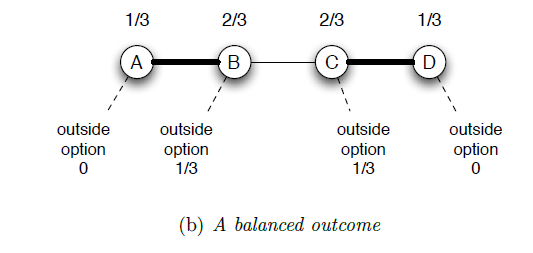 1/3 2/3 2/3 1/3
A B C D
outside outside outside outside
option option option option
0 1/3 1/3 0
(b) A balanced outcome